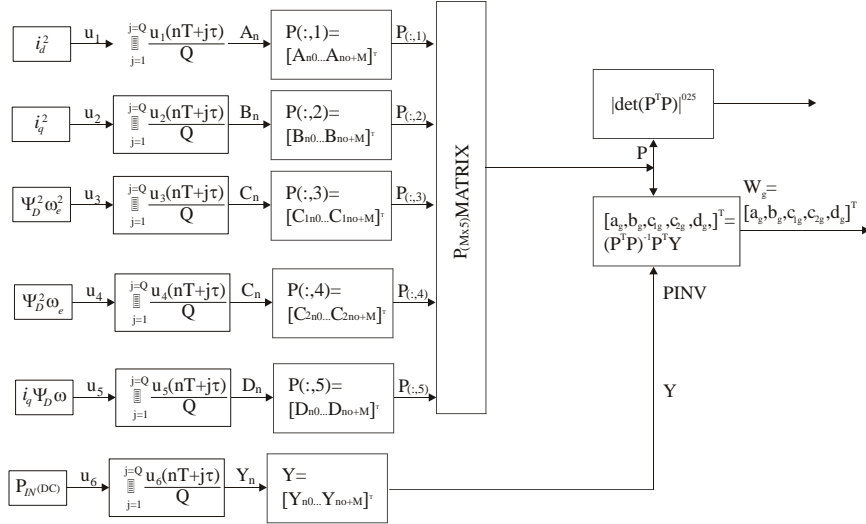 i_d^2 u_1 j=Q j=1 u_1(nT+jτ) Q A_n P(:,1)= [A_n0...A_no+M]^T P_(:,1)
i_q^2 u_2 j=Q j=1 u_2(nT+jτ) Q B_n P(:,2)= [B_n0...B_no+M]^T P_(:,2)
Ψ_D^2 ω_e^2 u_3 j=Q j=1 u_3(nT+jτ) Q C_n P(:,3)= [C_1n0...C_1no+M]^T P_(:,3)
Ψ_D^2 ω_e u_4 j=Q j=1 u_4(nT+jτ) Q C_n P(:,4)= [C_2n0...C_2no+M]^T P_(:,4)
i_q Ψ_D ω u_5 j=Q j=1 u_5(nT+jτ) Q D_n P(:,5)= [D_n0...D_no+M]^T P_(:,5)
P_IN(DC) u_6 j=Q j=1 u_6(nT+jτ) Q Y_n Y= [Y_n0...Y_no+M]^T
P_(Mx5)MATRIX
|det(P^T P)|^025
P
[a_g,b_g,c_1g,c_2g,d_g,]^T=
(P^T P)^-1 P^T Y
W_g=
[a_g,b_g,c_1g,c_2g,d_g]^T
PINV
Y